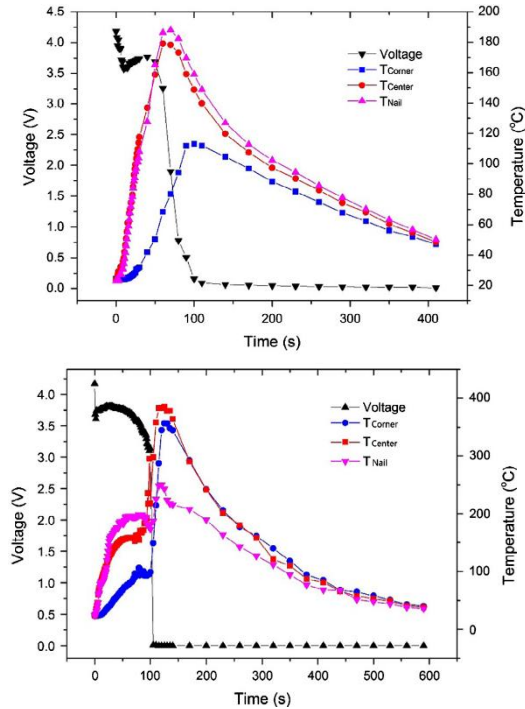 4.5
4.0
3.5
3.0
2.5
2.0
1.5
1.0
0.5
0.0
Voltage (V)
200
180
160
140
120
100
80
60
40
20
Temperature (°C)
Voltage
TCorner
TCenter
TNail
0 100 200 300 400
Time (s)
4.0
3.5
3.0
2.5
2.0
1.5
1.0
0.5
0.0
Voltage (V)
400
300
200
100
0
Temperature (°C)
Voltage
TCorner
TCenter
TNail
0 100 200 300 400 500 600
Time (s)